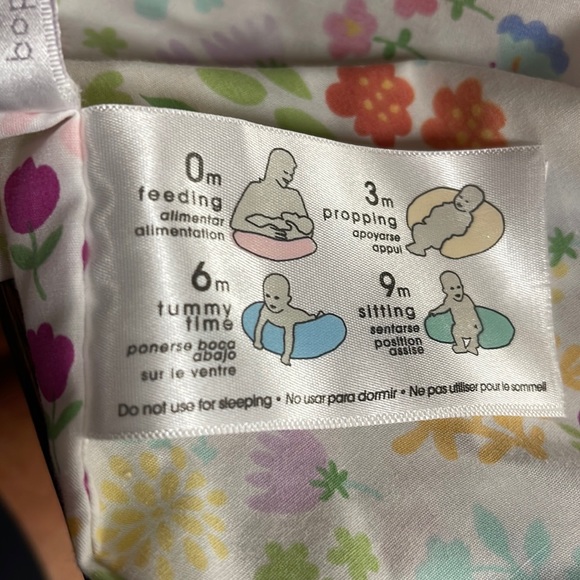 bop
0m
feeding
alimentar
alimentation
3m
propping
apoyarse
appui
6m
tummy
time
ponerse boca
abajo
sur le ventre
9m
sitting
sentarse
position
assise
Do not use for sleeping • No usar para dormir • Ne pas utiliser pour le sommeil